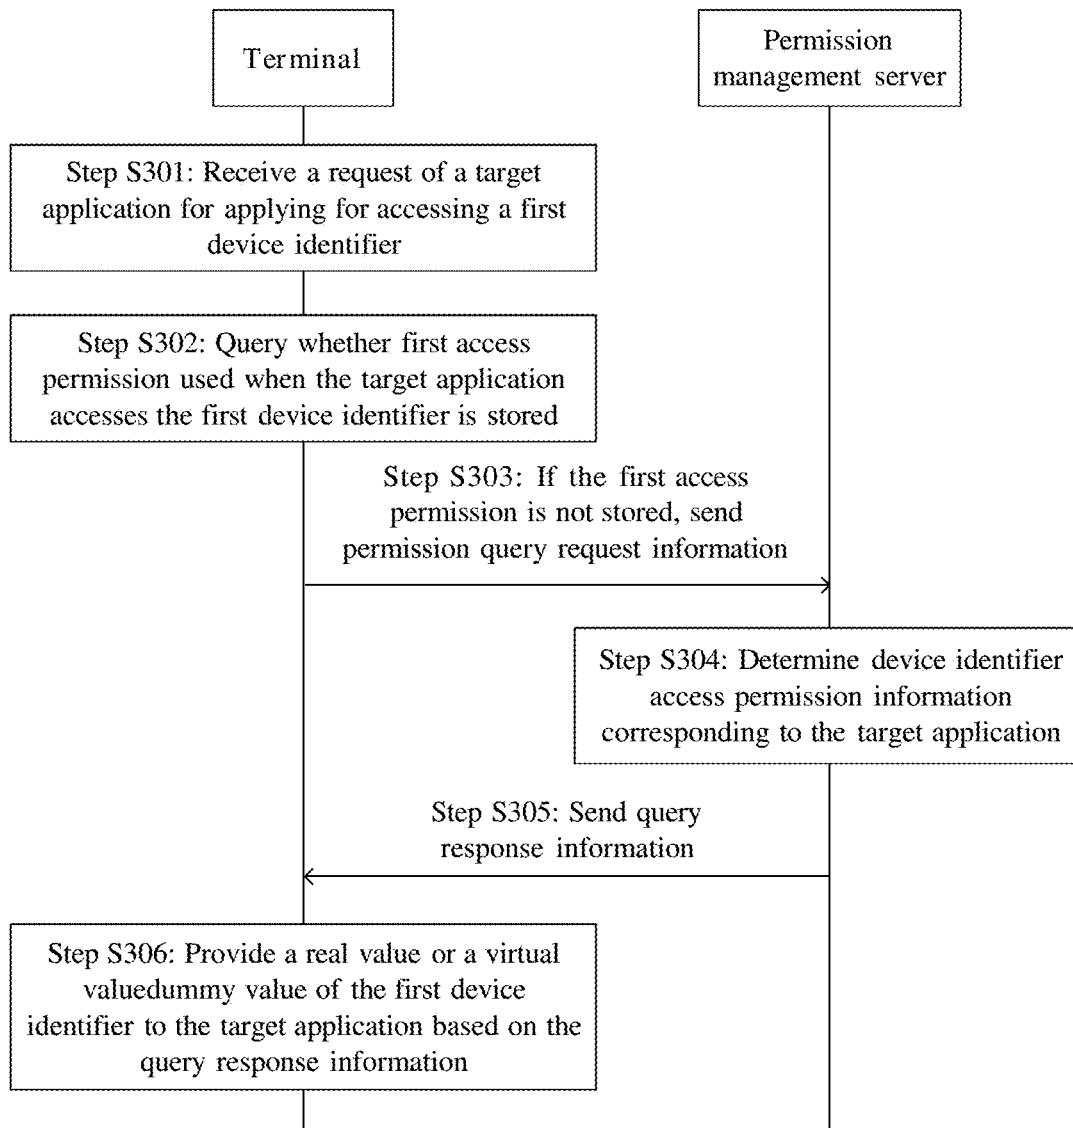 Terminal
Permission
management server
Step S301: Receive a request of a target
application for applying for accessing a first
device identifier
Step S302: Query whether first access
permission used when the target application
accesses the first device identifier is stored
Step S303: If the first access
permission is not stored, send
permission query request information
Step S304: Determine device identifier
access permission information
corresponding to the target application
Step S305: Send query
response information
Step S306: Provide a real value or a virtual
valuedummy value of the first device
identifier to the target application based on the
query response information